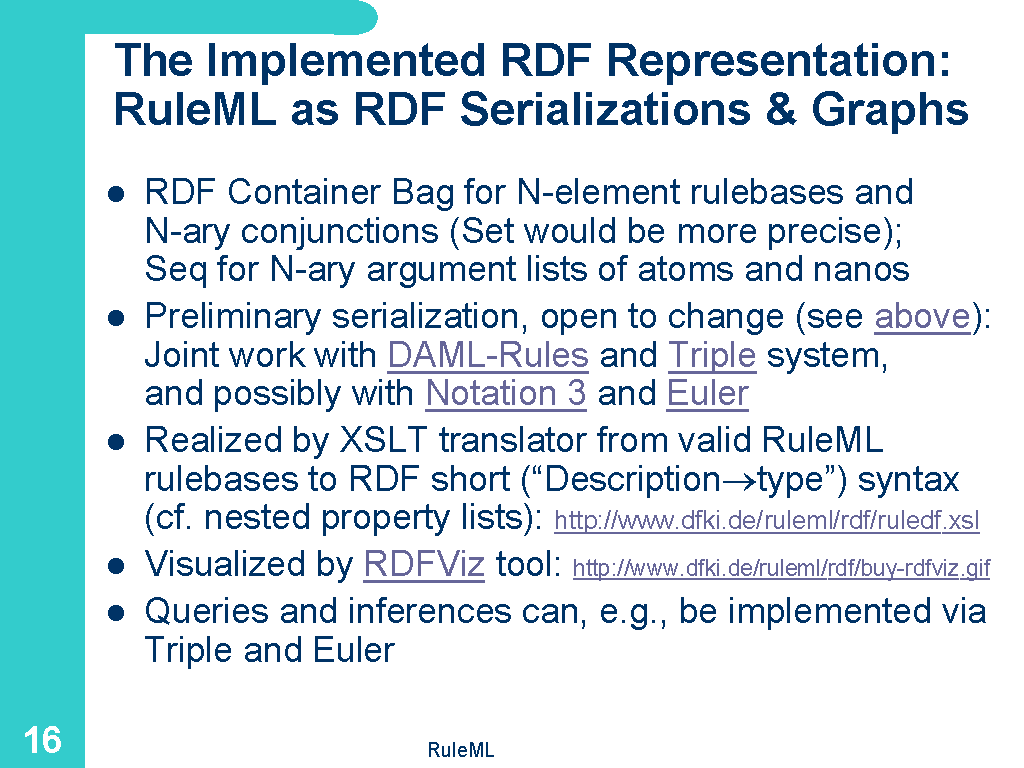 The Implemented RDF Representation:
RuleML as RDF Serializations & Graphs
● RDF Container Bag for N-element rulebases and
N-ary conjunctions (Set would be more precise);
Seq for N-ary argument lists of atoms and nanos
● Preliminary serialization, open to change (see above):
Joint work with DAML-Rules and Triple system,
and possibly with Notation 3 and Euler
● Realized by XSLT translator from valid RuleML
rulebases to RDF short (“Description→type”) syntax
(cf. nested property lists): http://www.dfki.de/ruleml/rdf/ruledf.xsl
● Visualized by RDFViz tool: http://www.dfki.de/ruleml/rdf/buy-rdfviz.gif
● Queries and inferences can, e.g., be implemented via
Triple and Euler
16
RuleML